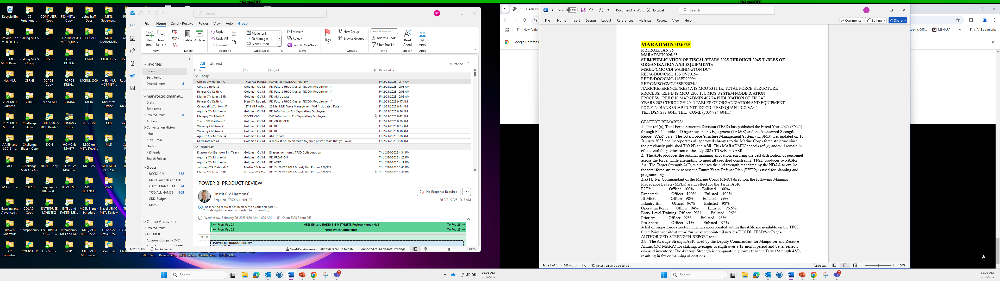 UNCLASSIFIED
UNCLASSIFIED
Recycle Bin
C2 Functional ...
COMPUTER - Copy
F35 METLs - Copy
Joint Staff Docs
METL Governan...
3rd and 12th MLR 2024 ...
Calling MSGS
CRR
FD2030 MEU METLs_Jun...
JTF HQ METL
METL MARADMIN
3rd MLR METL Revie...
Calling MSGS - Copy
DCPDS
FORCE DESIGN
LAAD
METL Tools
4th MLR
CBRNE
DCPDS - Copy
FORCE DESIG...
MCBUL 3000
MEU_MLR MCT MET ...
2024 MEU Summit
CD&I
DIV and MLG
GOMAG
MCIA
Microsoft Office
2024 MEU Summit...
Challenge Slides
DODI 7730.65 DOD Readi...
GOMAG - Copy
MCICOM
MIG
AA BN and LCC_Sm...
Challenge Slides - Copy
DON
HQMC & MAGTF
MCO on METL Devel...
MLR
ACE
Challenge Slides - Co...
DON - Copy
HQMC & MAGTF...
MCTIMS
MLR METs METLs J...
ACE - Copy
COLAG
Engineer & Utlities (E...
III MEF SIF
MCTL BRANCH
MWSS
Baseline and Advanced ...
COLAG - Copy
ENTERPRISE LOGISTICS
INTEL and RADBN ME...
MCTL Branch Schedule
Naval USMC METL Review
Broken Shortcuts
Componency
ENTERPRISE LOGISTIC...
Interagency MET and M...
MEF_MEB MET Revie...
OPM Sick Leave Cre...
C2 Formatio...
COMPUTER
F35 METLs
IW IPT
MEF_MEB MET Revie...
Personal
Search
GC
File Home Send / Receive Folder View Help Group
New Email
New Items
New
Delete
Archive
Delete
Reply
Reply All
Forward
Respond
Move to: ?
To Manager
Team E-mail
Quick Steps
Move
Rules
Send to OneNote
Move
Tags
New Group
Browse Groups
Groups
Search People
Address Book
Filter Email
Find
Read Aloud
Speech
All Apps
Apps
Favorites
Inbox
Sent Items
Deleted Items 8
maryroi.goldman@...
Drafts
Sent Items
Deleted Items 8
Archive
Conversation History
Inbox
Junk E-mail
Outbox
RSS Feeds
Search Folders
Groups
DCCDI_CIV 382
MCID Force Design IPTs
FORCE MANAGEM... 24
TFSD ALL HANDS 169
CDD_Budget
More...
Online Archive - m...
Deleted Items
ACE METL
Advisory Company (MC...
All Unread
By Date
From To Subject Received
Today
Unselt CIV Harmon C II TFSD ALL HANDS POWER BI PRODUCT REVIEW Fri 2/21/2025 10:17 AM
Cole CIV Reyes Z Goldman CIV M... RE: Future JHOC Classes-TECOM Requirement? Fri 2/21/2025 10:08 AM
Reimer CIV Keith A Goldman CIV M... RE: Future JHOC Classes-TECOM Requirement? Fri 2/21/2025 10:05 AM
Martin CIV James E JR Goldman CIV M... RE: AM Update Fri 2/21/2025 10:03 AM
Reimer CIV Keith A Bran CIV Robert... RE: Future JHOC Classes-TECOM Requirement? Fri 2/21/2025 9:47 AM
Campbell LtCol John F 12TH MLR Activ... 26 Mar MLR Force Management WG **Updated Date** Fri 2/21/2025 9:44 AM
Aguirre CIV Michael A Goldman CIV M... RE: Information For Separating Employees Fri 2/21/2025 8:56 AM
Marigny CIV Maria G DCCDI_CIV FW: Information For Separating Employees Fri 2/21/2025 8:42 AM
Travis CIV Matthew E Goldman CIV M... RE: CBIRF METL Fri 2/21/2025 8:29 AM
Wakeley CIV Anna C Goldman CIV M... RE: RFI Fri 2/21/2025 8:23 AM
Wakeley CIV Anna C Goldman CIV M... RE: RFI Fri 2/21/2025 8:18 AM
Aguirre CIV Michael A Goldman CIV M... AM Update Fri 2/21/2025 7:08 AM
Microsoft Teams Goldman CIV M... A request has been made to join a private team that you own Fri 2/21/2025 3:08 AM
Yesterday
Eliason Maj Brandon S in Teams Goldman CIV M... Eliason mentioned TFSD Collaboration Thu 2/20/2025 4:31 PM
Aguirre CIV Michael A Goldman CIV M... RE: PRBATION Thu 2/20/2025 4:22 PM
Aguirre CIV Michael A Goldman CIV M... RE: eOPF Thu 2/20/2025 4:19 PM
Jaloway CTR Deborah S Martin CIV Jame... RE: 24-28 FEB 2025 Mundy Hall Rooms 226/227 Thu 2/20/2025 3:45 PM
Martin CIV James E JR Jaloway CTR De... RE: 24-28 FEB 2025 Mundy Hall Rooms 226/227 Thu 2/20/2025 3:42 PM
POWER BI PRODUCT REVIEW
Unselt CIV Harmon C II
Required TFSD ALL HANDS
No Response Required
Fri 2/21/2025 10:17 AM
The meeting request has been sent to your delegate(s).
Your delegate has not responded to this meeting.
Wednesday, February 26, 2025 9:30 AM-11:00 AM Quan 3300 Room 265
From Feb 24 INTEL BN and RADIO BN MET/METL Review; Mundy Hall To Feb 28
From Feb 25 Force Synch Conference To Feb 28
9 AM
POWER BI PRODUCT REVIEW
Items: 5,309 Reminders: 4 Send/Receive error All folders are up to date. Connected to: Microsoft Exchange 100%
Search
11:01 AM
2/21/2025
PUBLICATION
New folder
Google Chrome i
MSHARP
All Bookmarks
AutoSave Off Document1 - Word No Label Search GC
File Home Insert Design Layout References Mailings Review View Help Comments Editing Share
MARADMIN 026/25
R 211932Z JAN 25
MARADMIN 026/25
SUBJ/PUBLICATION OF FISCAL YEARS 2025 THROUGH 2045 TABLES OF
ORGANIZATION AND EQUIPMENT//
MSGID/CMC CDI WASHINGTON DC//
REF/A/DOC/CMC/18NOV2015//
REF/B/DOC/CMC/11SEP2009//
REF/C/MSG/CMC/06SEP2024//
NARR/REFERENCE (REF) A IS MCO 5311.1E, TOTAL FORCE STRUCTURE
PROCESS. REF B IS MCO 1200.15C MOS SYSTEM MODIFICATION
PROCESS. REF C IS MARADMIN 407/24 PUBLICATION OF FISCAL
YEARS 2025 THROUGH 2045 TABLES OF ORGANIZATION AND EQUIPMENT.
POC/F. N. BANKS/CAPT/UNIT: DC CDI TFSD QUANTICO VA/-/
TEL: DSN 278-6045/ TEL: COML (703) 784-6045//
GENTEXT/REMARKS/
1. Per ref (a), Total Force Structure Division (TFSD) has published the Fiscal Year 2025 (FY25)
through FY45 Tables of Organization and Equipment (T/O&E) and the Authorized Strength
Report (ASR) data. The Total Force Structure Management System (TFSMS) was updated on 16
January 2025 and incorporates all approved changes to the Marine Corps force structure since
the previously published T/O&E and ASR. This MARADMIN cancels ref (c) and will remain in
effect until the publication of the July 2025 T/O&E and ASR.
2. The ASR produces the optimal manning allocation, ensuring the best distribution of personnel
across the force, while attempting to meet all specified constraints. TFSD produces two ASRs.
2.a. The Target Strength ASR, which uses the end strength mandated by the NDAA to outline
the total force structure across the Future Years Defense Plan (FYDP) is used for planning and
programming.
2.a.(1). Per Commandant of the Marine Corps (CMC) direction, the following Manning
Precedence Levels (MPLs) are in effect for the Target ASR:
P2T2: Officer 100% Enlisted 100%
Excepted: Officer 100% Enlisted 100%
III MEF: Officer 98% Enlisted 99%
Infantry Bn: Officer 96% Enlisted 98%
Operating Force: Officer 94% Enlisted 96.5%
Entry-Level Training: Officer 93% Enlisted 96%
Priority: Officer 92% Enlisted 93%
Pro-Share Officer 91% Enlisted 92%
A list of major force structure changes incorporated within this ASR are available on the TFSD
SharePoint website at https://usmc.sharepoint-mil.us/sites/DCCDI_TFSD/SitePages/
AUTHORIZED-STRENGTH-REPORT.aspx
2.b. The Average Strength ASR, used by the Deputy Commandant for Manpower and Reserve
Affairs (DC M&RA) for staffing, averages strength over a 12-month period and better reflects
on-hand inventory. The Average Strength is comparatively lower than the Target Strength ASR,
resulting in fewer manning allocations.
Page 1 of 4 1548 words Accessibility: Good to go Focus 100%
Search
11:01 AM
2/21/2025